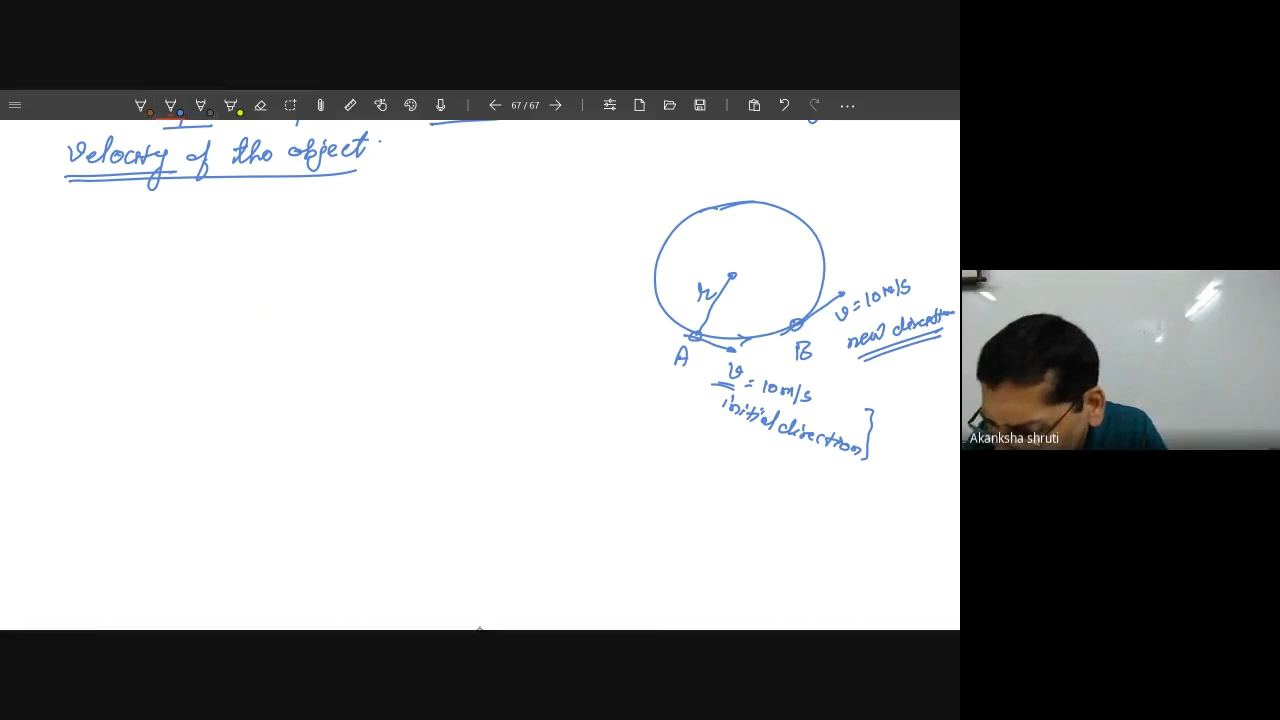 67 / 67
velocity of the object.
r
v = 10 m/s
new direction
A
B
v = 10 m/s
initial direction
Akanksha shruti